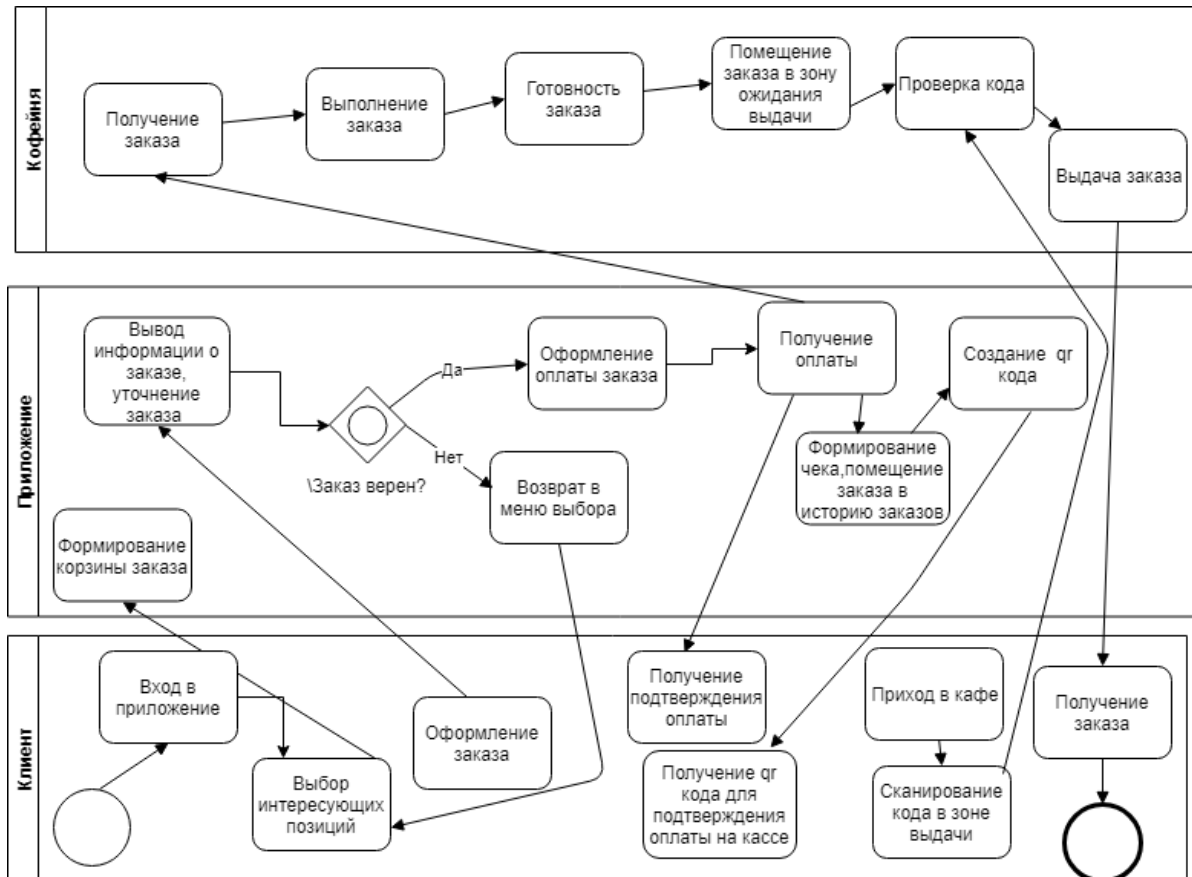 Кофейня
Получение
заказа
Выполнение
заказа
Готовность
заказа
Помещение
заказа в зону
ожидания
выдачи
Проверка кода
Выдача заказа
Приложение
Вывод
информации о
заказе,
уточнение
заказа
\Заказ верен?
Да
Нет
Оформление
оплаты заказа
Возврат в
меню выбора
Получение
оплаты
Формирование
чека,помещение
заказа в
историю заказов
Создание qr
кода
Формирование
корзины заказа
Клиент
Вход в
приложение
Выбор
интересующих
позиций
Оформление
заказа
Получение
подтверждения
оплаты
Получение qr
кода для
подтверждения
оплаты на кассе
Приход в кафе
Сканирование
кода в зоне
выдачи
Получение
заказа